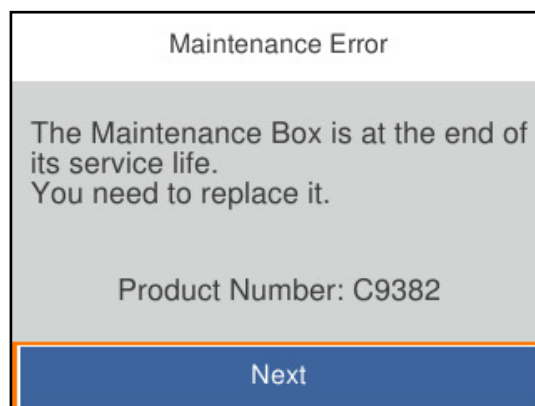 Maintenance Error
The Maintenance Box is at the end of
its service life.
You need to replace it.
Product Number: C9382
Next